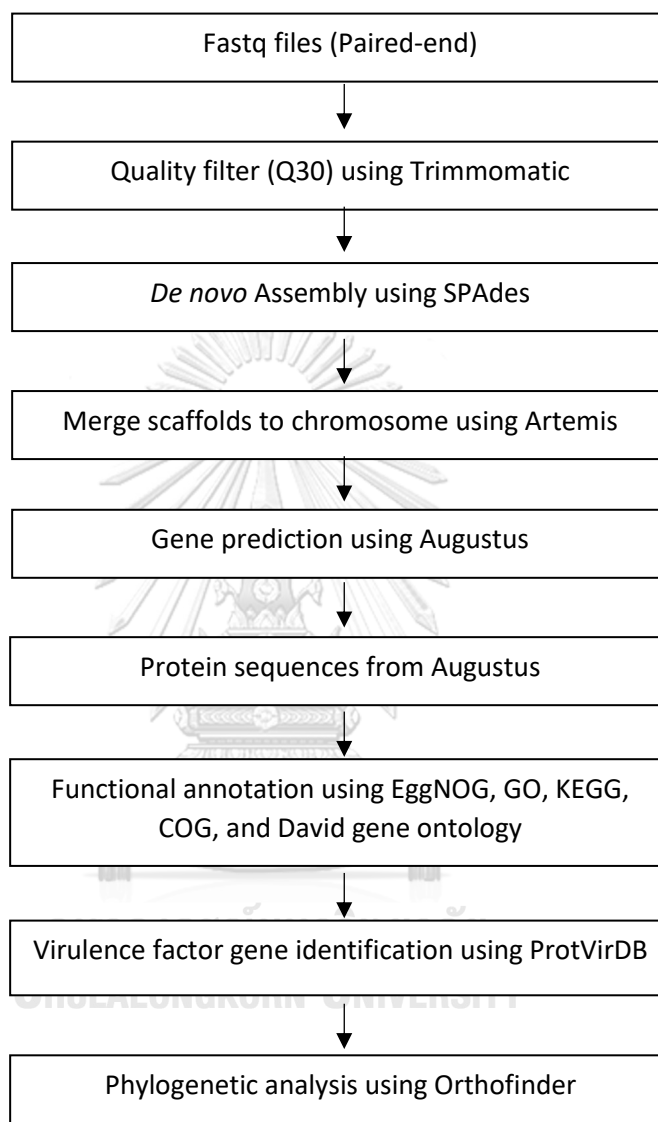 Fastq files (Paired-end)
Quality filter (Q30) using Trimmomatic
De novo Assembly using SPAdes
Merge scaffolds to chromosome using Artemis
Gene prediction using Augustus
Protein sequences from Augustus
Functional annotation using EggNOG, GO, KEGG,
COG, and David gene ontology
Virulence factor gene identification using ProtVirDB
CHULALONGKORN UNIVERSITY
Phylogenetic analysis using Orthofinder